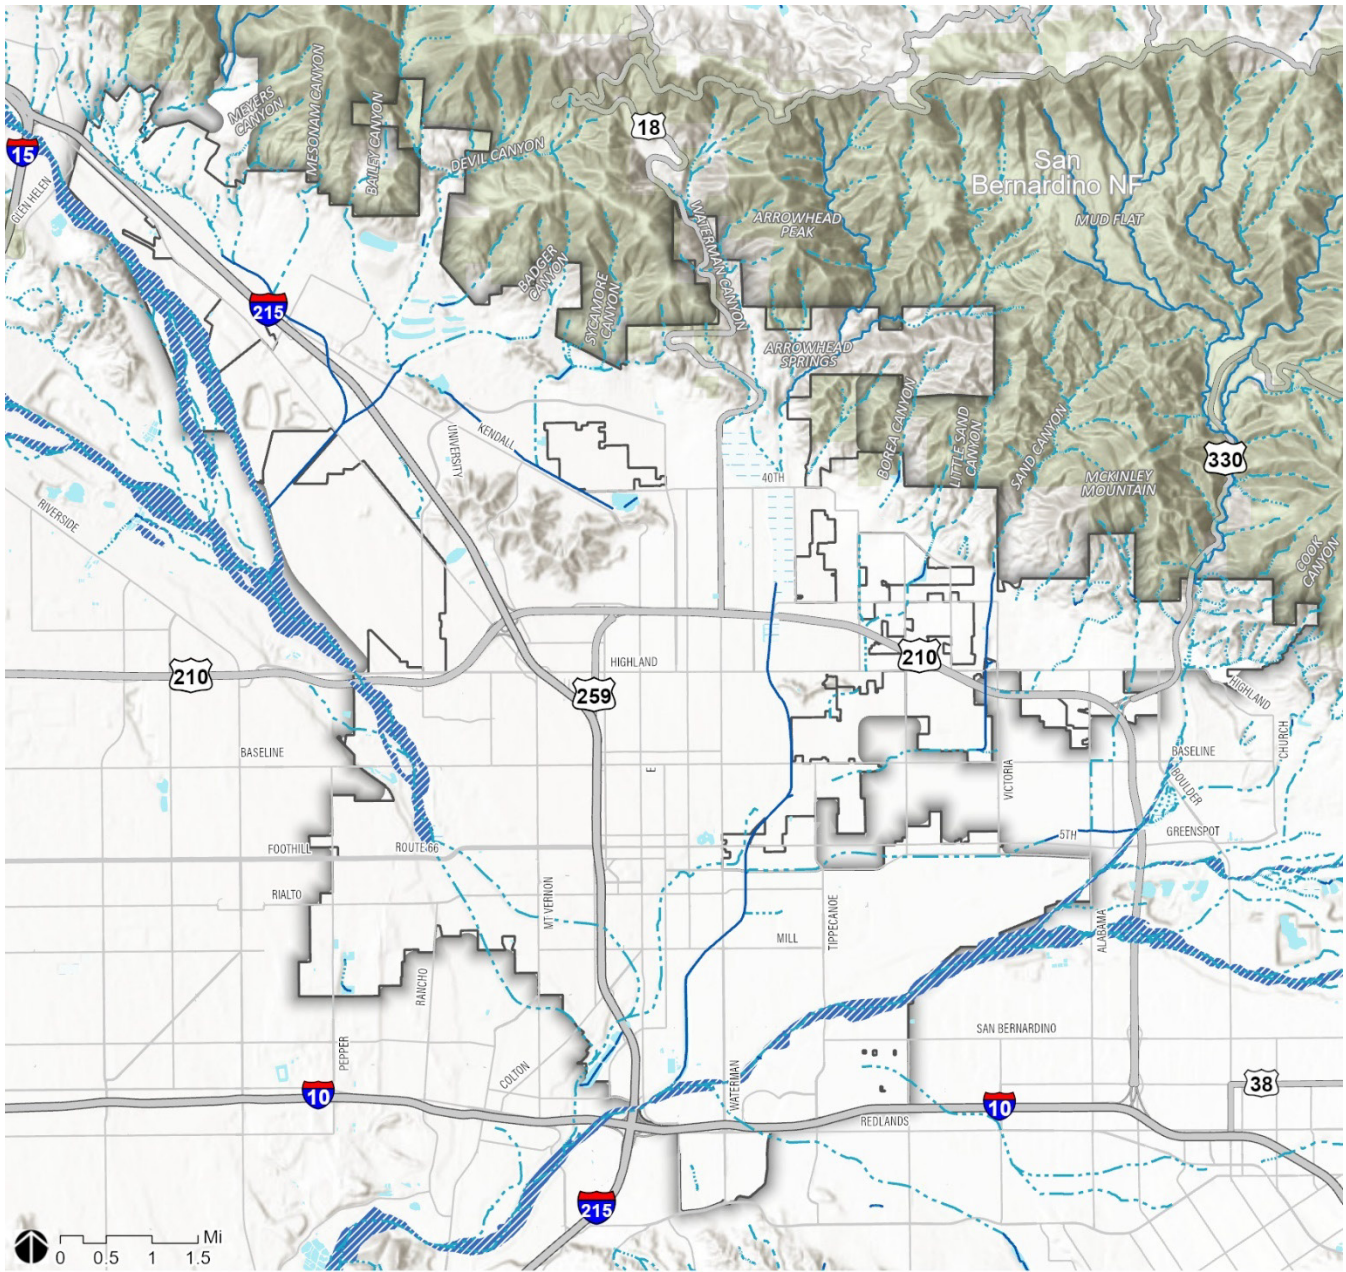 18
15
MEYERS
CANYON
MESONAM CANYON
BAILEY CANYON
DEVIL CANYON
San
Bernardino NF
GLEN HELEN
WATERMAN CANYON
ARROWHEAD
PEAK
MUD FLAT
BADGER
CANYON
SYCAMORE
CANYON
215
ARROWHEAD
SPRINGS
BOREA CANYON
LITTLE SAND
CANYON
SAND CANYON
KENDALL
UNIVERSITY
330
40TH
MCKINLEY
MOUNTAIN
RIVERSIDE
COOK
CANYON
210
HIGHLAND
210
259
HIGHLAND
BASELINE
E
VICTORIA
BASELINE
CHURCH
BOULDER
FOOTHILL
ROUTE 66
5TH
GREENSPOT
RIALTO
MT VERNON
MILL
TIPPECANOE
ALABAMA
RANCHO
SAN BERNARDINO
PEPPER
COLTON
WATERMAN
10
10
38
REDLANDS
215
0 0.5 1 1.5 Mi